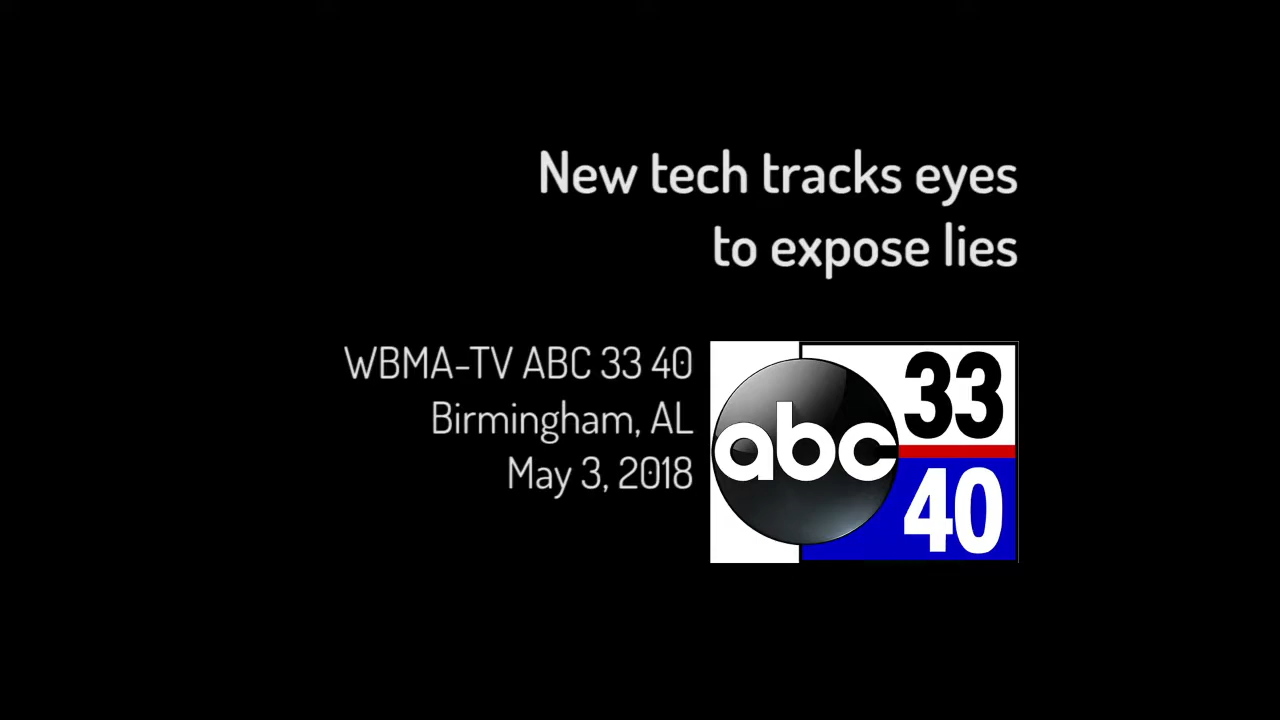 New tech tracks eyes
to expose lies
WBMA-TV ABC 33 40
Birmingham, AL
May 3, 2018
abc
33
40